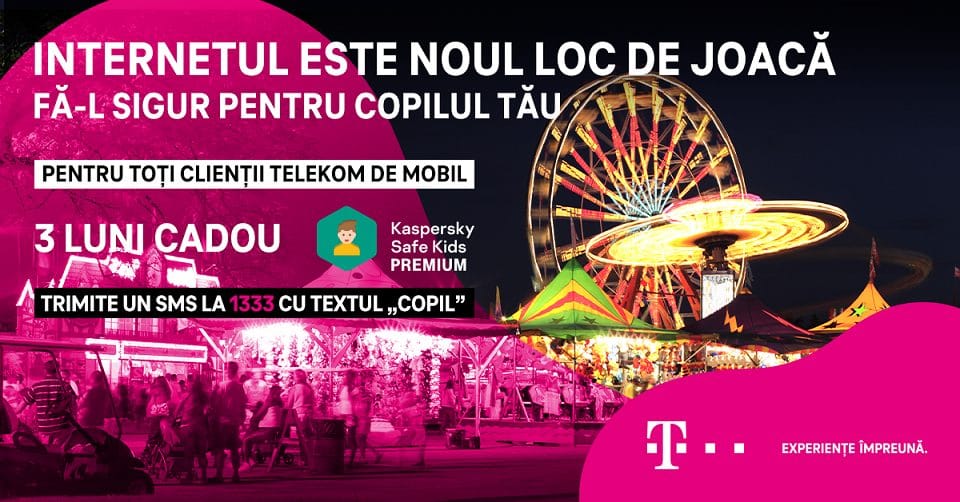 INTERNETUL ESTE NOUL LOC DE JOACĂ
FĂ-L SIGUR PENTRU COPILUL TĂU
PENTRU TOȚI CLIENȚII TELEKOM DE MOBIL
3 LUNI CADOU
Kaspersky
Safe Kids
PREMIUM
TRIMITE UN SMS LA 1333 CU TEXTUL „COPIL”
T
EXPERIENȚE ÎMPREUNĂ.